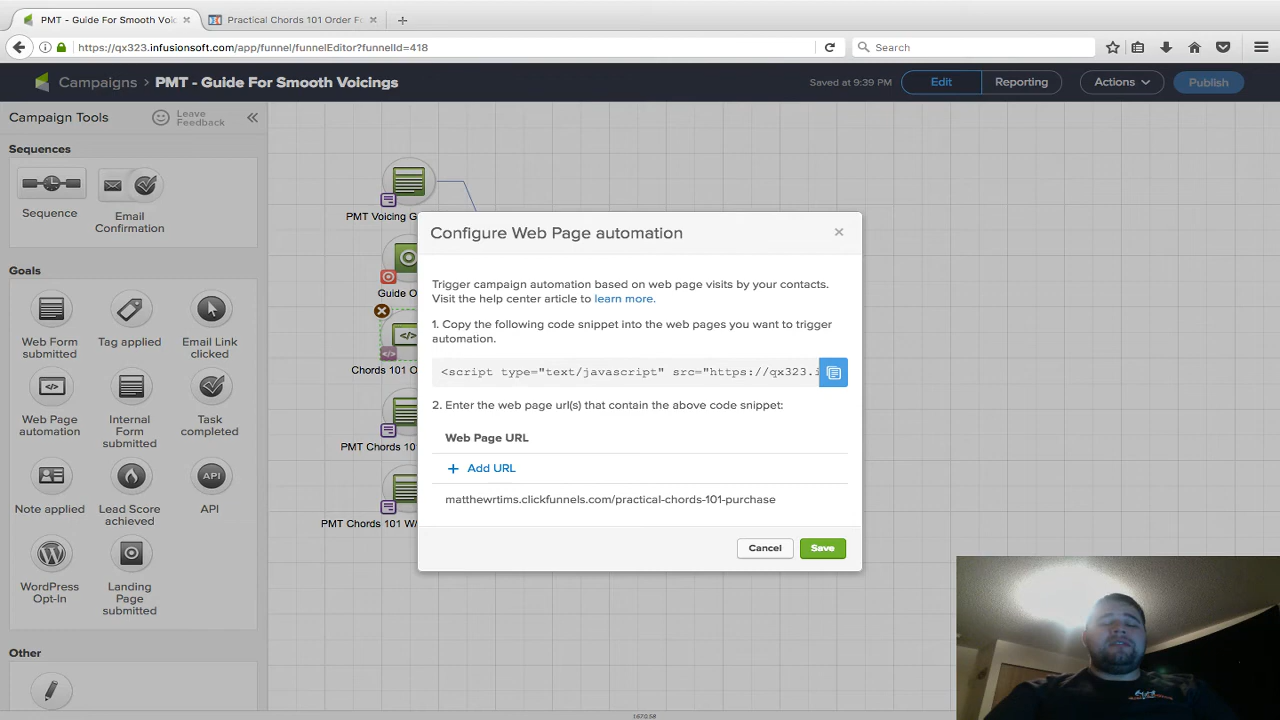 PMT - Guide For Smooth Voic
Practical Chords 101 Order F
https://qx323.infusionsoft.com/app/funnel/funnelEditor?funnelId=418
Search
Campaigns > PMT - Guide For Smooth Voicings
Saved at 9:39 PM
Edit
Reporting
Actions
Publish
Campaign Tools
Leave
Feedback
Sequences
Sequence
Email
Confirmation
Goals
Web Form
submitted
Tag applied
Email Link
clicked
Web Page
automation
Internal
Form
submitted
Task
completed
Note applied
Lead Score
achieved
API
API
WordPress
Opt-In
Landing
Page
submitted
Other
PMT Voicing G
Guide O
Chords 101 O
PMT Chords 101
PMT Chords 101 W/
Configure Web Page automation
Trigger campaign automation based on web page visits by your contacts.
Visit the help center article to learn more.
1. Copy the following code snippet into the web pages you want to trigger
automation.
<script type="text/javascript" src="https://qx323.i
2. Enter the web page url(s) that contain the above code snippet:
Web Page URL
+ Add URL
matthewrtims.clickfunnels.com/practical-chords-101-purchase
Cancel
Save